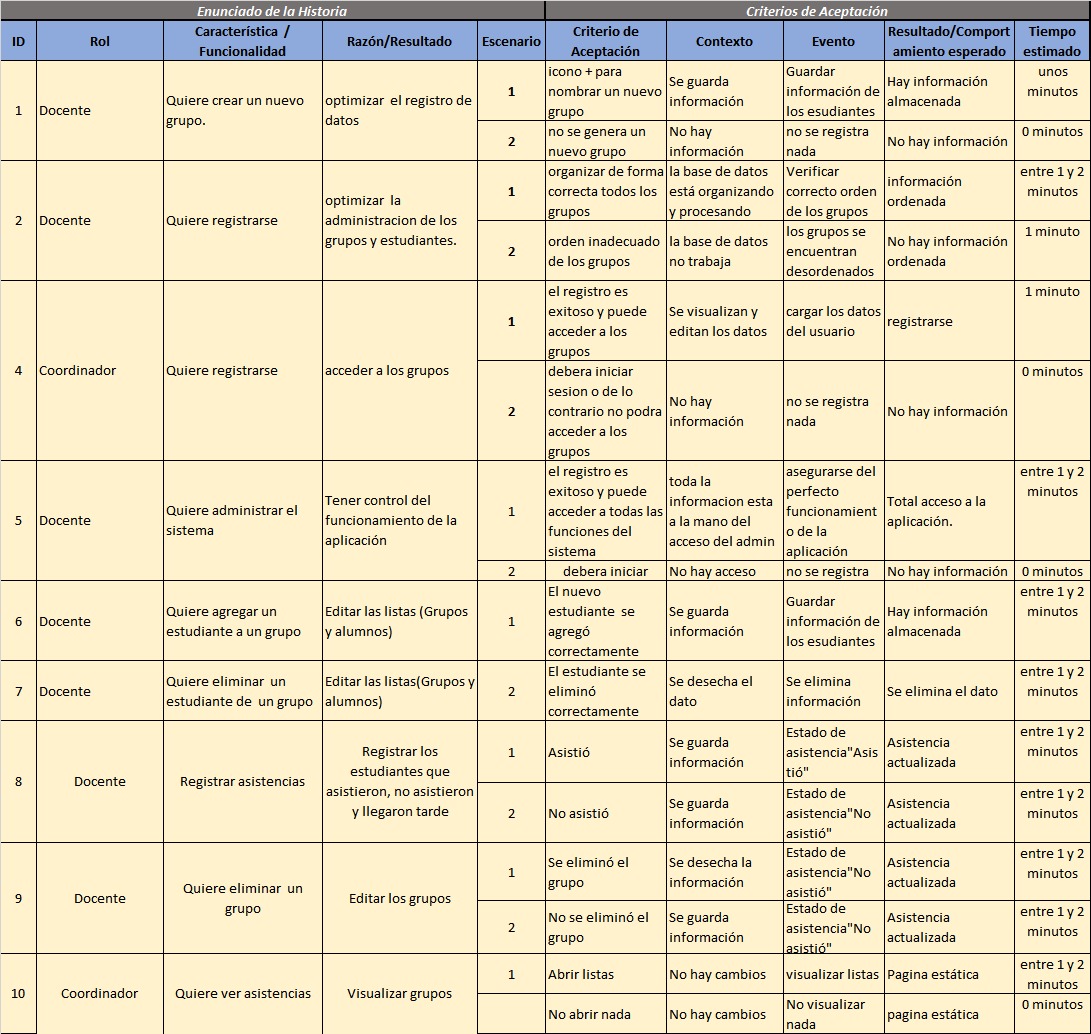 Enunciado de la Historia
Criterios de Aceptación
ID
Rol
Característica /
Funcionalidad
Razón/Resultado
Escenario
Criterio de
Aceptación
Contexto
Evento
Resultado/Comport
amiento esperado
Tiempo
estimado
1
Docente
Quiere crear un nuevo
grupo.
optimizar el registro de
datos
1
icono + para
nombrar un nuevo
grupo
Se guarda
información
Guardar
información de
los esudiantes
Hay información
almacenada
unos
minutos
2
no se genera un
nuevo grupo
No hay
información
no se registra
nada
No hay información
0 minutos
2
Docente
Quiere registrarse
optimizar la
administracion de los
grupos y estudiantes.
1
organizar de forma
correcta todos los
grupos
la base de datos
está organizando
y procesando
Verificar
correcto orden
de los grupos
información
ordenada
entre 1 y 2
minutos
2
orden inadecuado
de los grupos
la base de datos
no trabaja
los grupos se
encuentran
desordenados
No hay información
ordenada
1 minuto
4
Coordinador
Quiere registrarse
acceder a los grupos
1
el registro es
exitoso y puede
acceder a los
grupos
Se visualizan y
editan los datos
cargar los datos
del usuario
registrarse
1 minuto
2
debera iniciar
sesion o de lo
contrario no podra
acceder a los
grupos
No hay
información
no se registra
nada
No hay información
0 minutos
5
Docente
Quiere administrar el
sistema
Tener control del
funcionamiento de la
aplicación
1
el registro es
exitoso y puede
acceder a todas las
funciones del
sistema
toda la
informacion esta
a la mano del
acceso del admin
asegurarse del
perfecto
funcionamient
o de la
aplicación
Total acceso a la
aplicación.
entre 1 y 2
minutos
2
debera iniciar
No hay acceso
no se registra
No hay información
0 minutos
6
Docente
Quiere agregar un
estudiante a un grupo
Editar las listas (Grupos
y alumnos)
1
El nuevo
estudiante se
agregó
correctamente
Se guarda
información
Guardar
información de
los esudiantes
Hay información
almacenada
entre 1 y 2
minutos
7
Docente
Quiere eliminar un
estudiante de un grupo
Editar las listas(Grupos y
alumnos)
2
El estudiante se
eliminó
correctamente
Se desecha el
dato
Se elimina
información
Se elimina el dato
entre 1 y 2
minutos
8
Docente
Registrar asistencias
Registrar los
estudiantes que
asistieron, no asistieron
y llegaron tarde
1
Asistió
Se guarda
información
Estado de
asistencia"Asis
tió"
Asistencia
actualizada
entre 1 y 2
minutos
2
No asistió
Se guarda
información
Estado de
asistencia"No
asistió"
Asistencia
actualizada
entre 1 y 2
minutos
9
Docente
Quiere eliminar un
grupo
Editar los grupos
1
Se eliminó el
grupo
Se desecha la
información
Estado de
asistencia"No
asistió"
Asistencia
actualizada
entre 1 y 2
minutos
2
No se eliminó el
grupo
Se guarda
información
Estado de
asistencia"No
asistió"
Asistencia
actualizada
entre 1 y 2
minutos
10
Coordinador
Quiere ver asistencias
Visualizar grupos
1
Abrir listas
No hay cambios
visualizar listas
Pagina estática
entre 1 y 2
minutos
No abrir nada
No hay cambios
No visualizar
nada
pagina estática
0 minutos